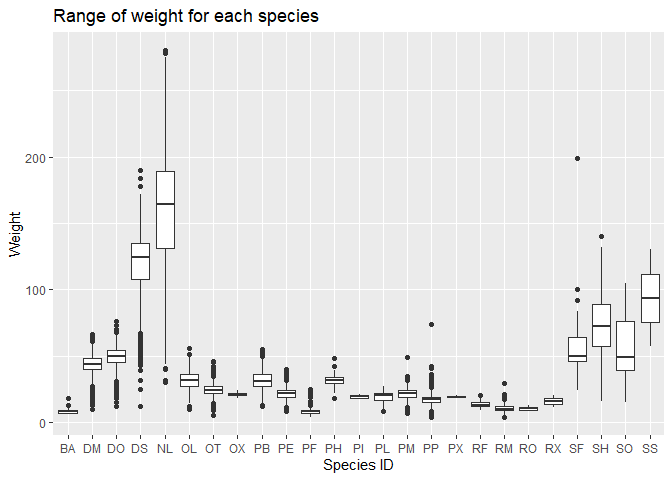 Range of weight for each species
Weight
200
100
0
BA DM DO DS NL OL OT OX PB PE PF PH PI PL PM PP PX RF RM RO RX SF SH SO SS
Species ID